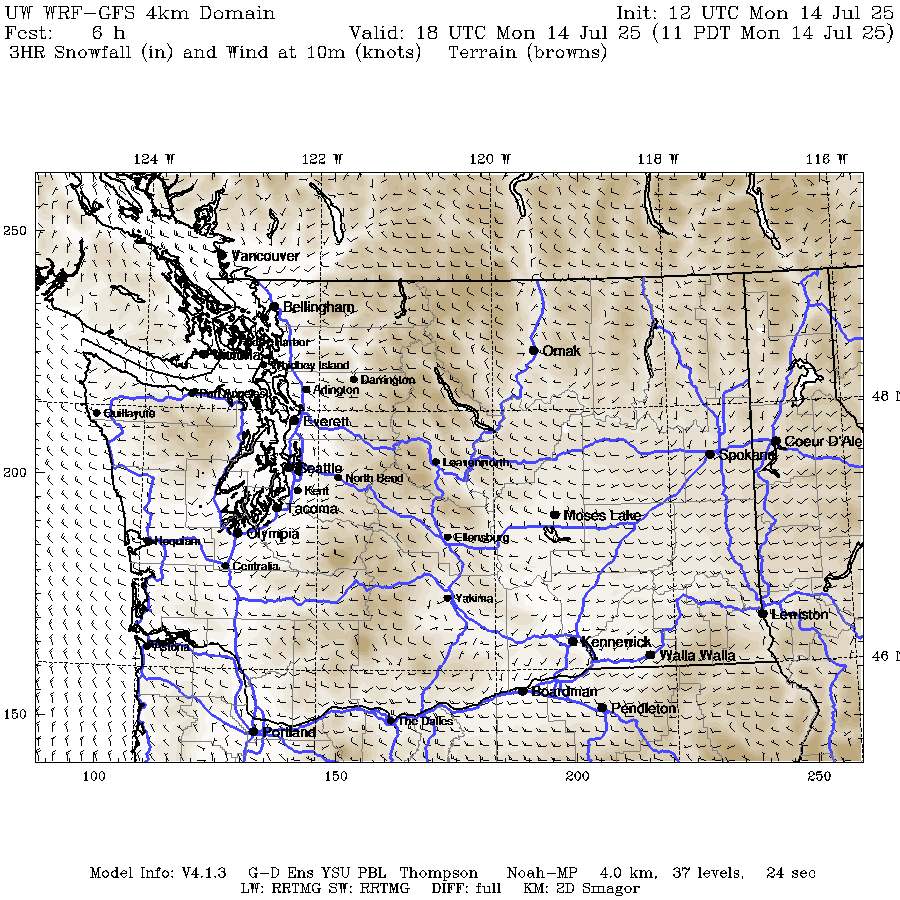 UW WRF-GFS 4km Domain Init: 12 UTC Mon 14 Jul 25
Fcst: 6 h Valid: 18 UTC Mon 14 Jul 25 (11 PDT Mon 14 Jul 25)
3HR Snowfall (in) and Wind at 10m (knots) Terrain (browns)
124 W 122 W 120 W 118 W 116 W
250
Vancouver
Bellingham
Harbor
Omak
Whidbey Island
Darrington
Arlington
Port Angeles
48 N
Quillayute
Everett
Coeur D'Ale
Spokane
Leavenworth
200
Seattle
North Bend
Kent
Tacoma
Moses Lake
Olympia
Ellensburg
Hoquiam
Centralia
Yakima
Lewiston
Kennewick
Astoria
Walla Walla
46 N
Boardman
Pendleton
150
The Dalles
Portland
100 150 200 250
Model Info: V4.1.3 G-D Ens YSU PBL Thompson Noah-MP 4.0 km, 37 levels, 24 sec
LW: RRTMG SW: RRTMG DIFF: full KM: 2D Smagor